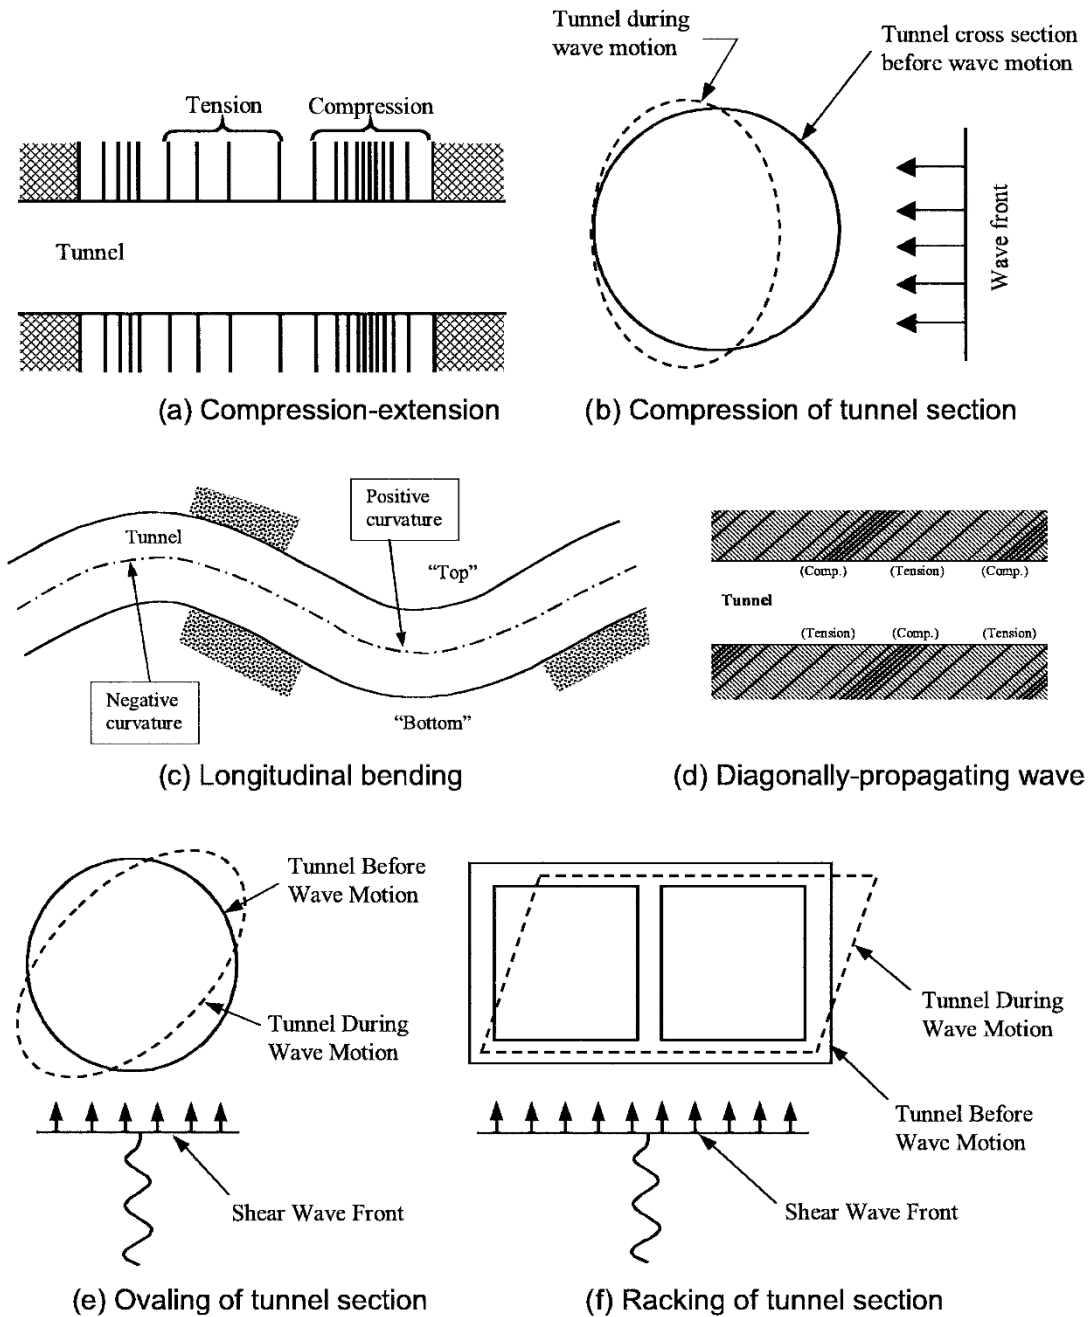 Tunnel during
wave motion
Tunnel cross section
before wave motion
Tension
Compression
Tunnel
Wave front
(a) Compression-extension
(b) Compression of tunnel section
Positive
curvature
Tunnel
"Top"
Negative
curvature
"Bottom"
(Comp.)
(Tension)
(Comp.)
Tunnel
(Tension)
(Comp.)
(Tension)
(c) Longitudinal bending
(d) Diagonally-propagating wave
Tunnel Before
Wave Motion
Tunnel During
Wave Motion
Shear Wave Front
Tunnel During
Wave Motion
Tunnel Before
Wave Motion
Shear Wave Front
(e) Ovaling of tunnel section
(f) Racking of tunnel section